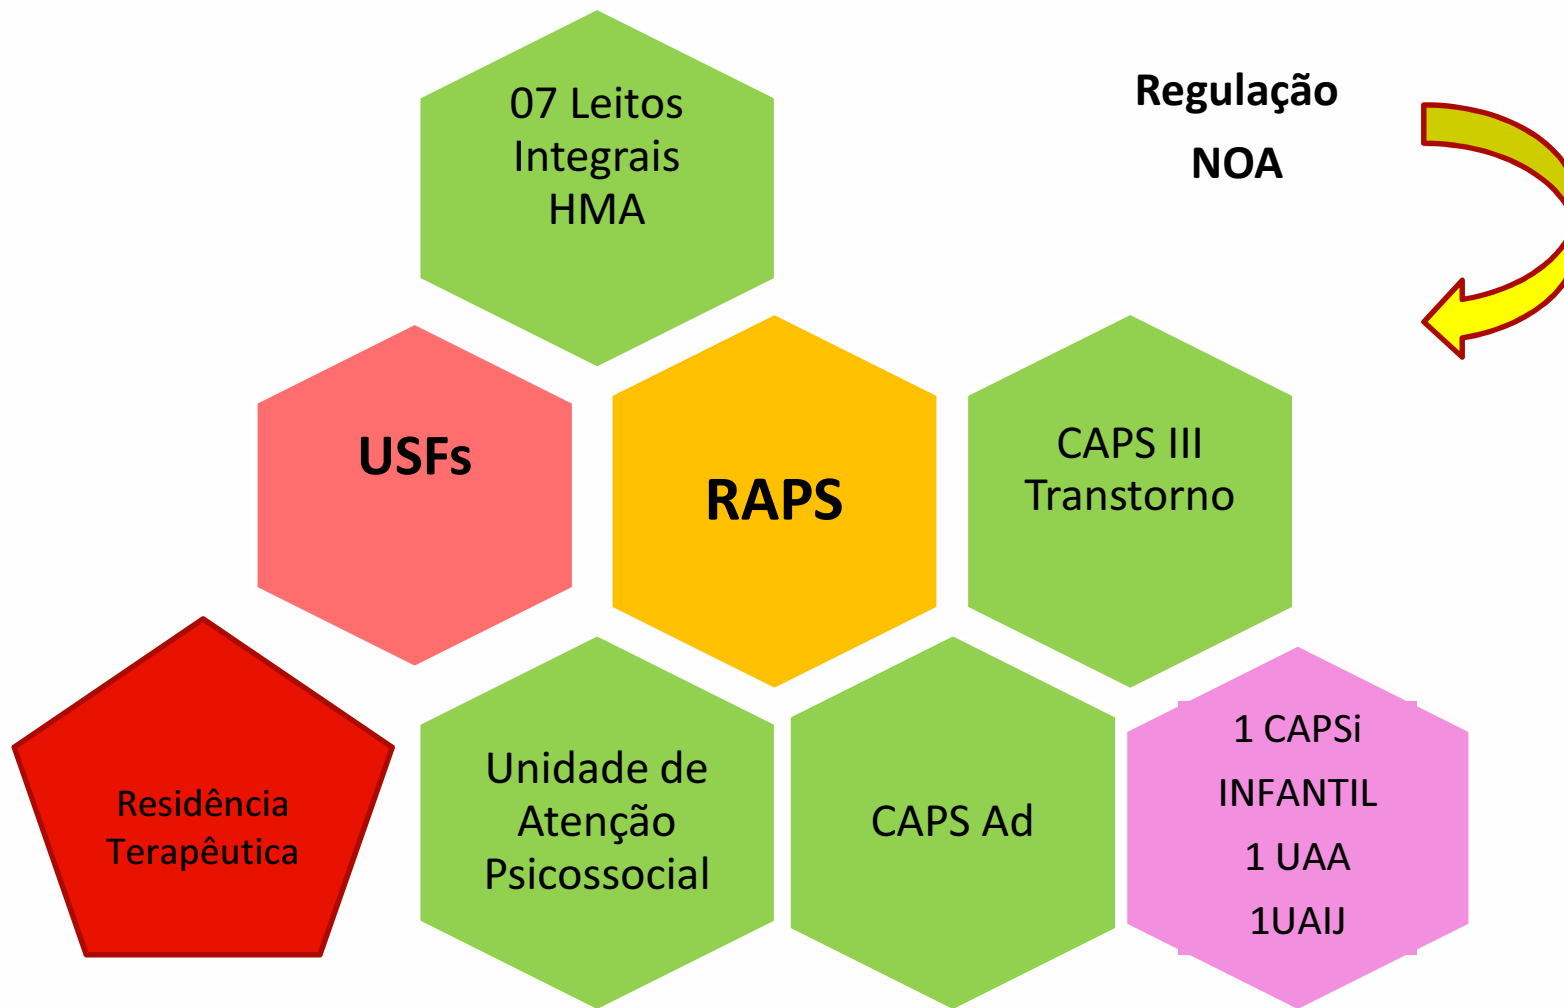 07 Leitos
Integrais
HMA
Regulação
NOA
USFs
RAPS
CAPS III
Transtorno
Residência
Terapêutica
Unidade de
Atenção
Psicossocial
CAPS Ad
1 CAPSi
INFANTIL
1 UAA
1UAIJ